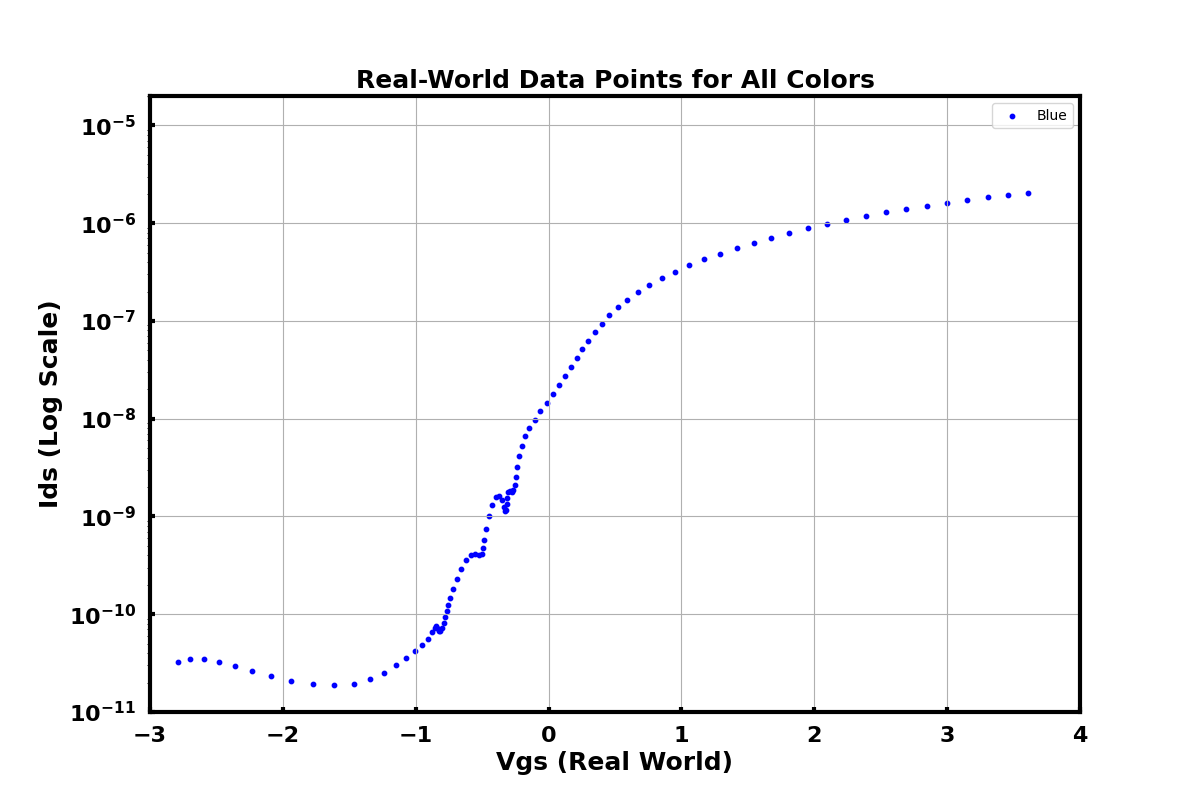 Real-World Data Points for All Colors
Blue
Ids (Log Scale)
10⁻⁵
10⁻⁶
10⁻⁷
10⁻⁸
10⁻⁹
10⁻¹⁰
10⁻¹¹
−3 −2 −1 0 1 2 3 4
Vgs (Real World)